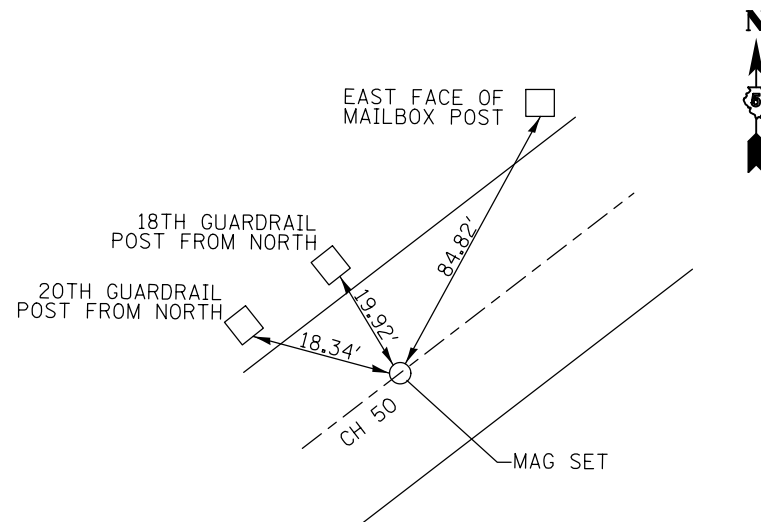 N
5
EAST FACE OF
MAILBOX POST
18TH GUARDRAIL
POST FROM NORTH
20TH GUARDRAIL
POST FROM NORTH
84.82'
19.92'
18.34'
CH 50
MAG SET